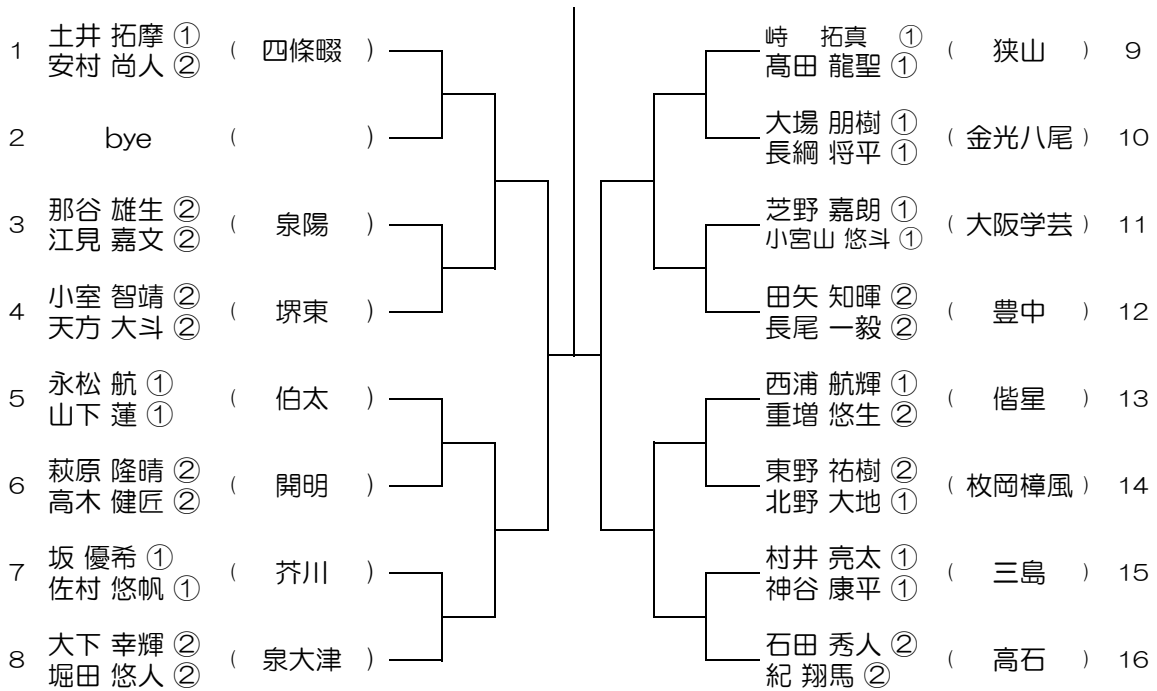 1 土井 拓摩 ① ( 四條畷 )
安村 尚人 ②
2 bye ( )
3 那谷 雄生 ② ( 泉陽 )
江見 嘉文 ②
4 小室 智靖 ② ( 堺東 )
天方 大斗 ②
5 永松 航 ① ( 伯太 )
山下 蓮 ①
6 萩原 隆晴 ② ( 開明 )
高木 健匠 ②
7 坂 優希 ① ( 芥川 )
佐村 悠帆 ①
8 大下 幸輝 ② ( 泉大津 )
堀田 悠人 ②
峙 拓真 ① ( 狭山 ) 9
髙田 龍聖 ①
大場 朋樹 ① ( 金光八尾 ) 10
長綱 将平 ①
芝野 嘉朗 ① ( 大阪学芸 ) 11
小宮山 悠斗 ①
田矢 知暉 ② ( 豊中 ) 12
長尾 一毅 ②
西浦 航輝 ① ( 偕星 ) 13
重増 悠生 ②
東野 祐樹 ② ( 枚岡樟風 ) 14
北野 大地 ①
村井 亮太 ① ( 三島 ) 15
神谷 康平 ①
石田 秀人 ② ( 高石 ) 16
紀 翔馬 ②